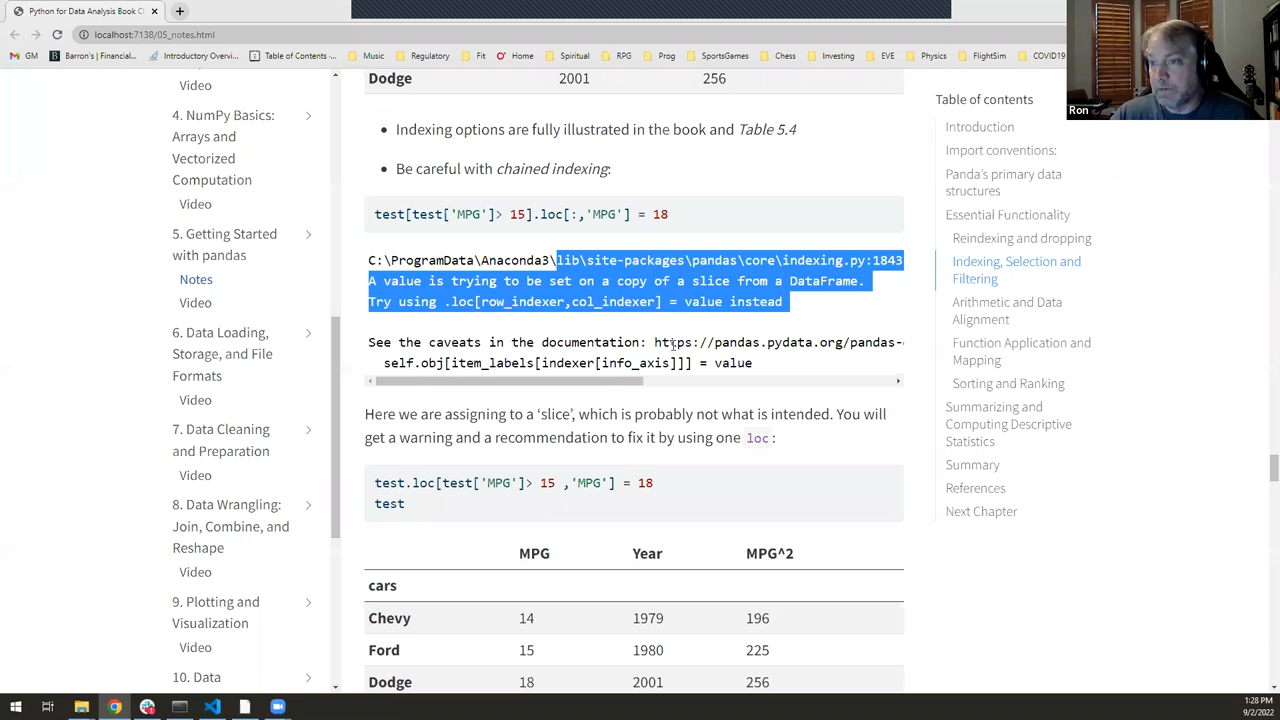 Python for Data Analysis Book Cl
localhost:7138/05_notes.html
GM
Barron's | Financial...
Introductory...
Table of Conte...
Music
Home
RPG
SportsGames
EVE
Physics
FlightSim
Ron
Video
4. NumPy Basics:
Arrays and
Vectorized
Computation
Video
5. Getting Started
with pandas
Notes
Video
6. Data Loading,
Storage, and File
Formats
Video
7. Data Cleaning
and Preparation
Video
8. Data Wrangling:
Join, Combine, and
Reshape
Video
9. Plotting and
Visualization
Video
10. Data
Dodge 2001 256
• Indexing options are fully illustrated in the book and Table 5.4
• Be careful with chained indexing:
test[test['MPG']> 15].loc[:,'MPG'] = 18
C:\ProgramData\Anaconda3\lib\site-packages\pandas\core\indexing.py:1843
A value is trying to be set on a copy of a slice from a DataFrame.
Try using .loc[row_indexer,col_indexer] = value instead
See the caveats in the documentation: https://pandas.pydata.org/pandas-
self.obj[item_labels[indexer[info_axis]]] = value
Here we are assigning to a ‘slice’, which is probably not what is intended. You will
get a warning and a recommendation to fix it by using one loc:
test.loc[test['MPG']> 15 ,'MPG'] = 18
test
MPG Year MPG^2
cars
Chevy 14 1979 196
Ford 15 1980 225
Dodge 18 2001 256
Table of contents
Introduction
Import conventions:
Panda’s primary data
structures
Essential Functionality
Reindexing and dropping
Indexing, Selection and
Filtering
Arithmetic and Data
Alignment
Function Application and
Mapping
Sorting and Ranking
Summarizing and
Computing Descriptive
Statistics
Summary
References
Next Chapter
1:28 PM
9/2/2022